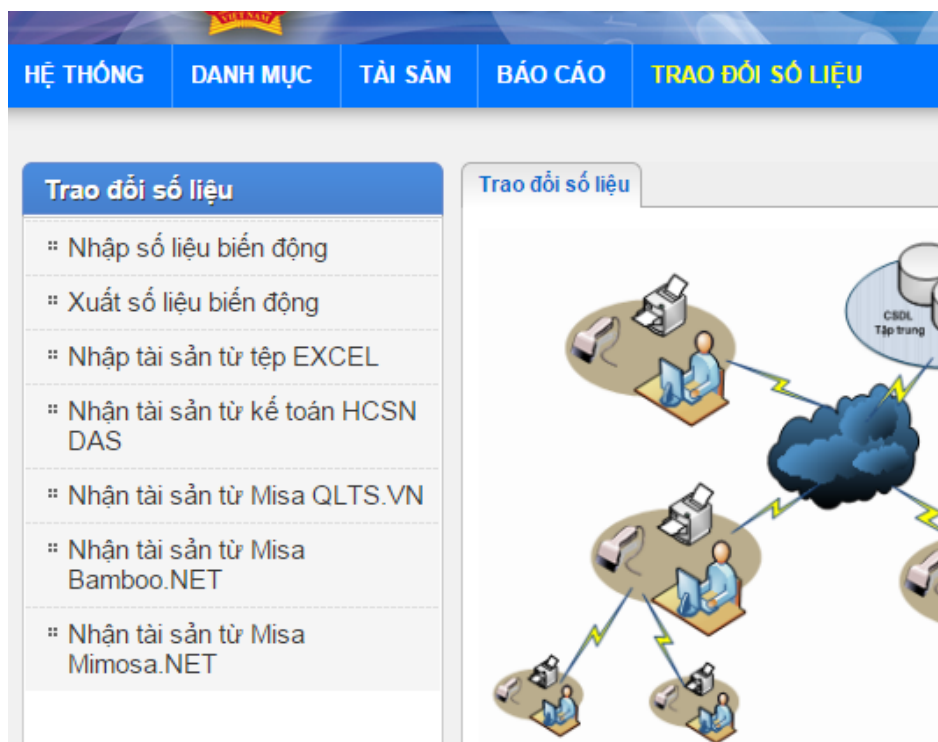 VIỆT NAM
HỆ THỐNG DANH MỤC TÀI SẢN BÁO CÁO TRAO ĐỔI SỐ LIỆU
Trao đổi số liệu
Nhập số liệu biến động
Xuất số liệu biến động
Nhập tài sản từ tệp EXCEL
Nhận tài sản từ kế toán HCSN
DAS
Nhận tài sản từ Misa QLTS.VN
Nhận tài sản từ Misa
Bamboo.NET
Nhận tài sản từ Misa
Mimosa.NET
Trao đổi số liệu
CSDL
Tập trung